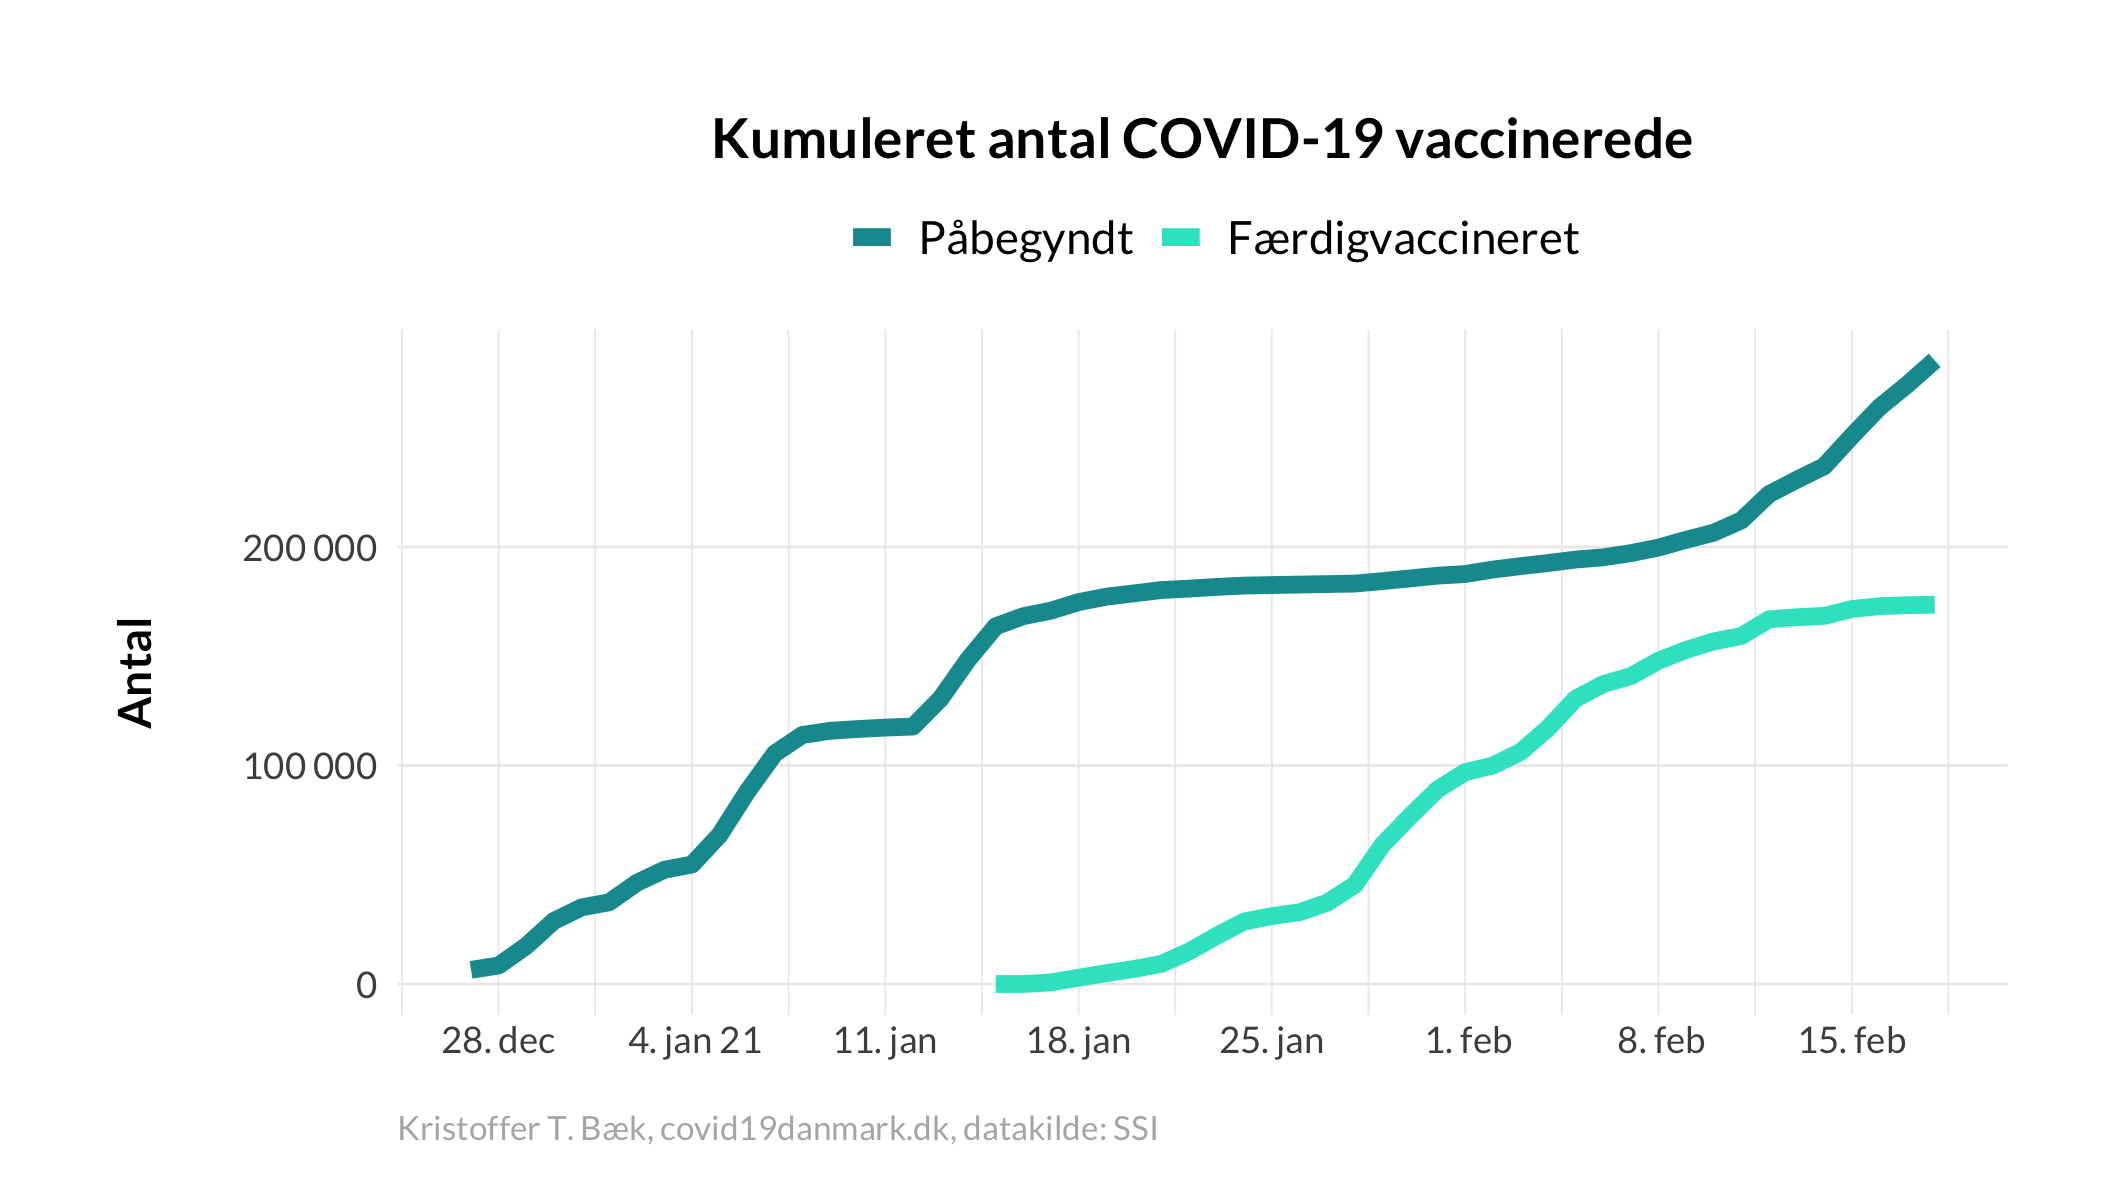 Kumuleret antal COVID-19 vaccinerede
Påbegyndt Færdigvaccineret
Antal
200 000
100 000
0
28. dec 4. jan 21 11. jan 18. jan 25. jan 1. feb 8. feb 15. feb
Kristoffer T. Bæk, covid19danmark.dk, datakilde: SSI